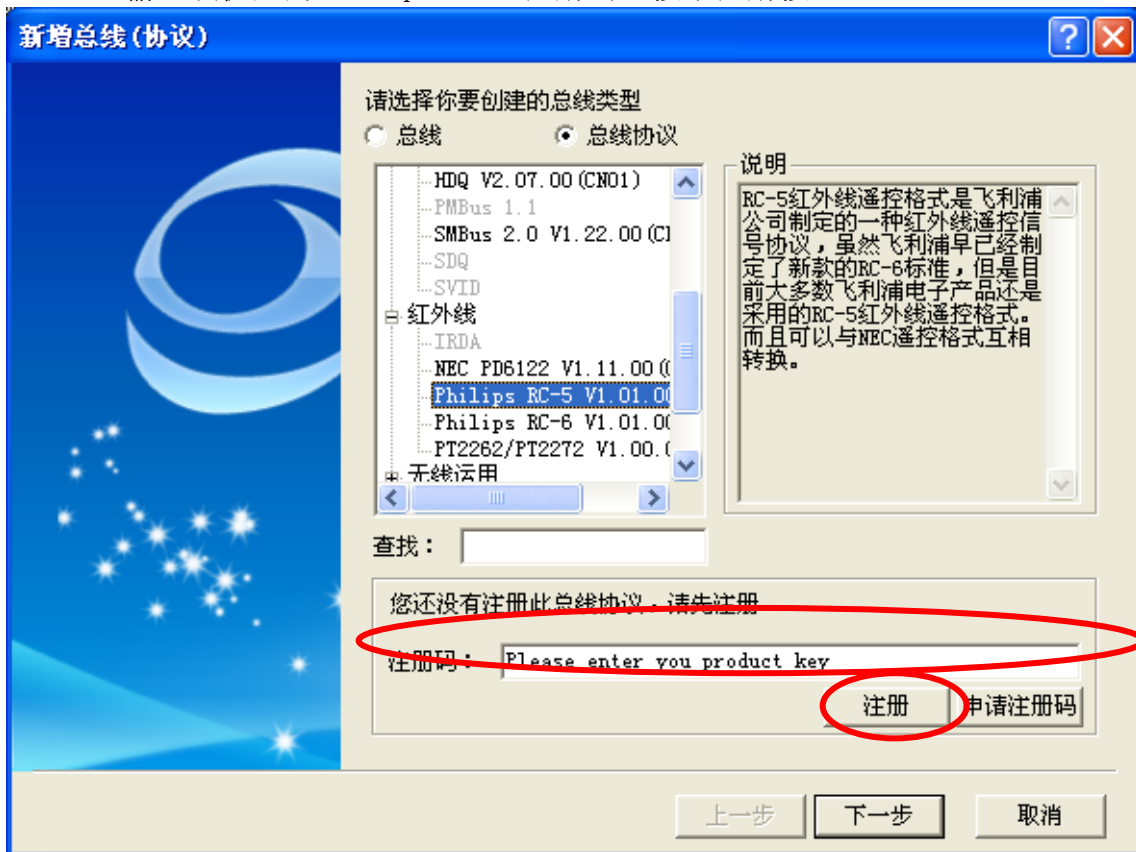 新增总线(协议)
请选择你要创建的总线类型
总线
总线协议
HDQ V2.07.00(CN01)
PMBus 1.1
SMBus 2.0 V1.22.00(C
SDQ
SVID
红外线
IRDA
NEC PD6122 V1.11.00(
Philips RC-5 V1.01.0
Philips RC-6 V1.01.0
PT2262/PT2272 V1.00.(
无线运用
说明
RC-5红外线遥控格式是飞利浦
公司制定的一种红外线遥控信
号协议，虽然飞利浦早已经制
定了新款的RC-6标准，但是目
前大多数飞利浦电子产品还是
采用的RC-5红外线遥控格式。
而且可以与NEC遥控格式互相
转换。
查找：
您还没有注册此总线协议，请先注册
注册码：
Please enter you product key
注册
申请注册码
上一步
下一步
取消